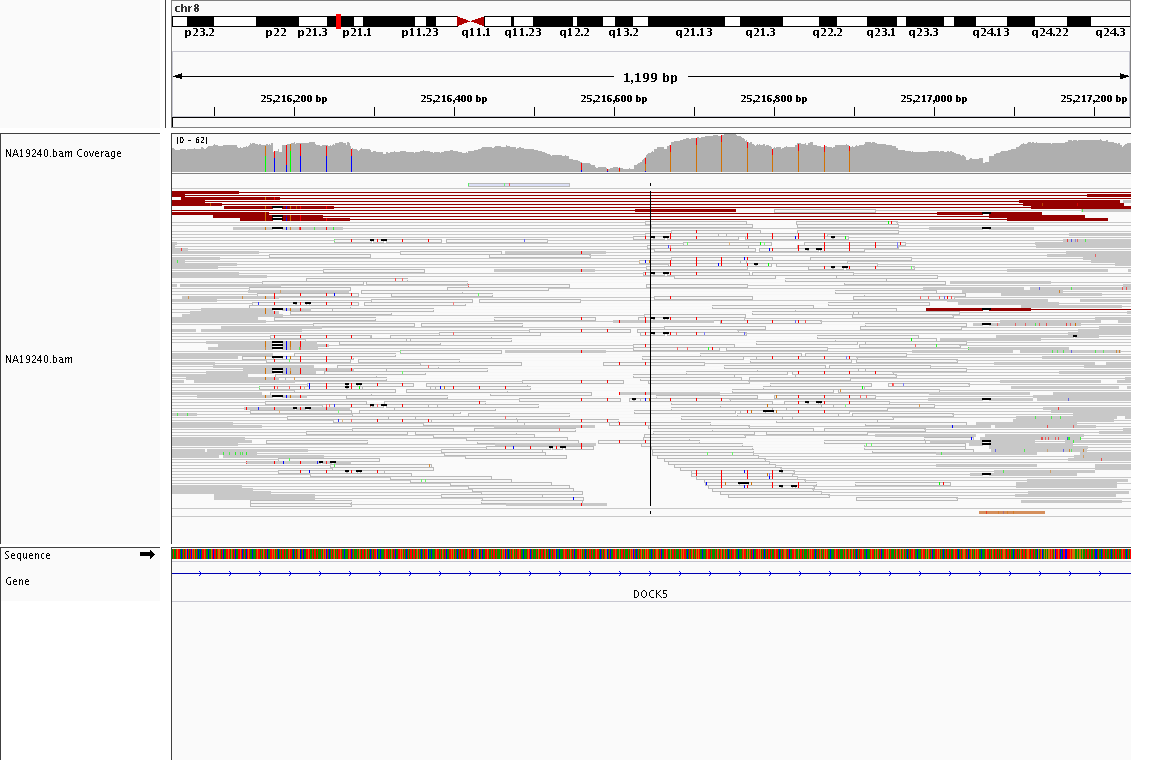 chr8
p23.2 p22 p21.3 p21.1 p11.23 q11.1 q11.23 q12.2 q13.2 q21.13 q21.3 q22.2 q23.1 q23.3 q24.13 q24.22 q24.3
1,199 bp
25,216,200 bp 25,216,400 bp 25,216,600 bp 25,216,800 bp 25,217,000 bp 25,217,200 bp
[0 - 62]
NA19240.bam Coverage
NA19240.bam
Sequence
Gene
DOCK5